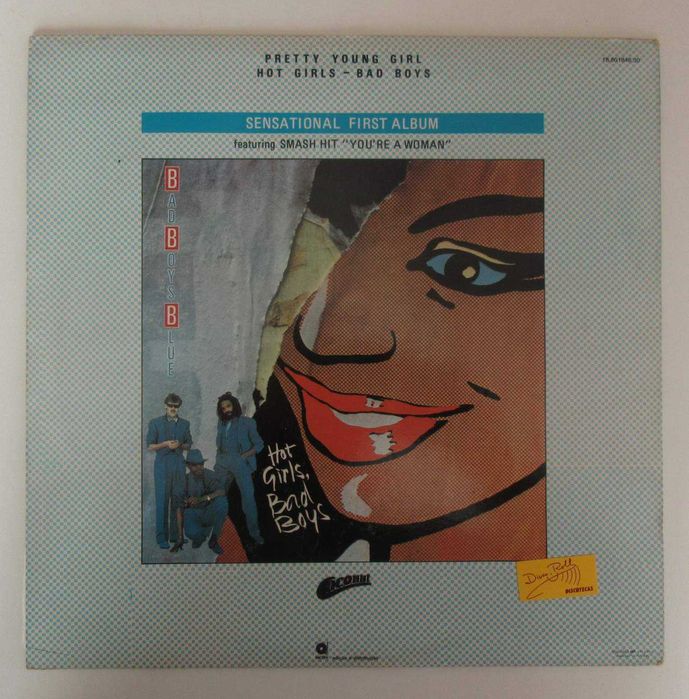 PRETTY YOUNG GIRL
HOT GIRLS - BAD BOYS
SENSATIONAL FIRST ALBUM
featuring SMASH HIT "YOU'RE A WOMAN"
BAD BOYS BLUE
Hot
Girls,
Bad
Boys
DISCOTECAS